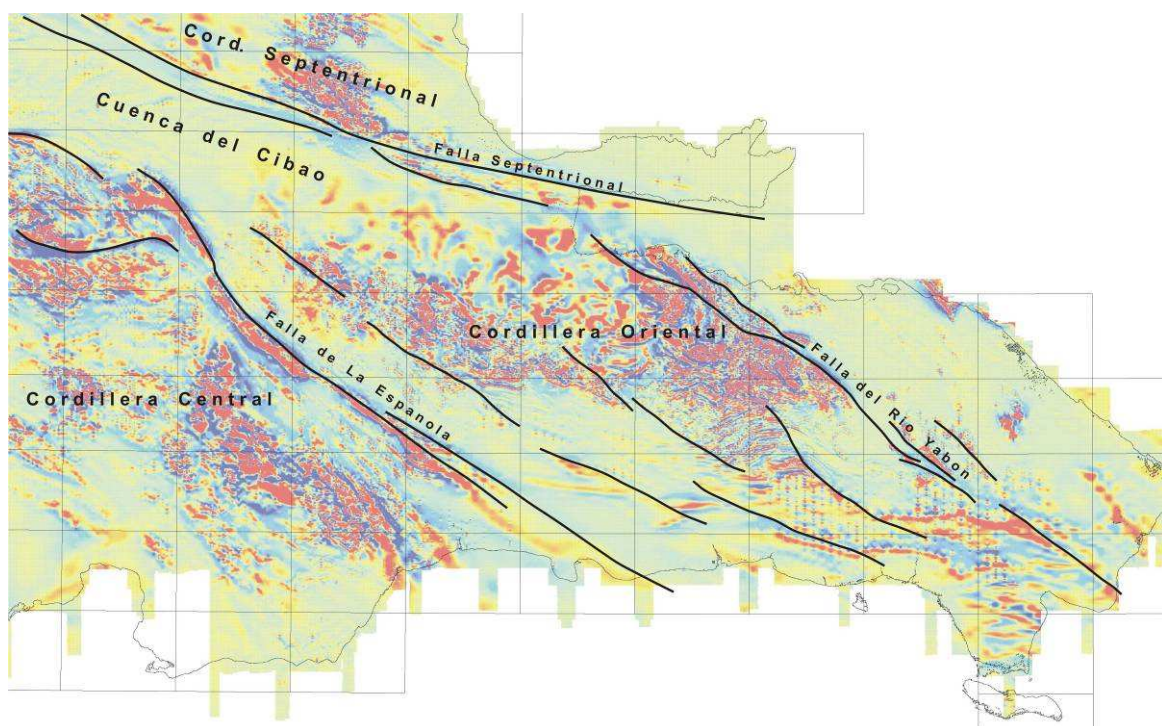 Cord. Septentrional
Cuenca del Cibao
Falla Septentrional
Cordillera Oriental
Falla de La Espanola
Falla del Rio Yabon
Cordillera Central